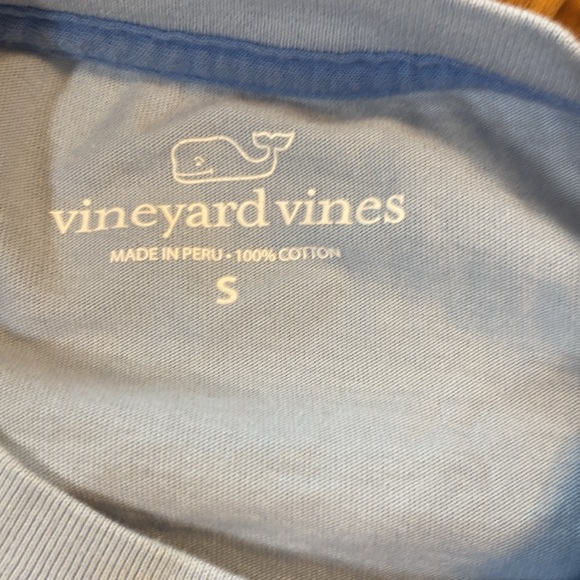 vineyard vines
MADE IN PERU • 100% COTTON
S